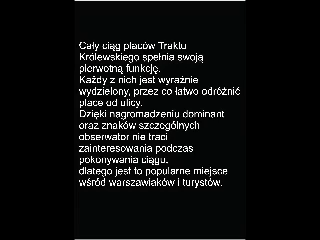 Cały ciąg placów Traktu
Królewskiego spełnia swoją
pierwotną funkcję.
Każdy z nich jest wyraźnie
wydzielony, przez co łatwo odróżnić
place od ulicy.
Dzięki nagromadzeniu dominant
oraz znaków szczególnych
obserwator nie traci
zainteresowania podczas
pokonywania ciągu.
dlatego jest to popularne miejsce
wśród warszawiaków i turystów.